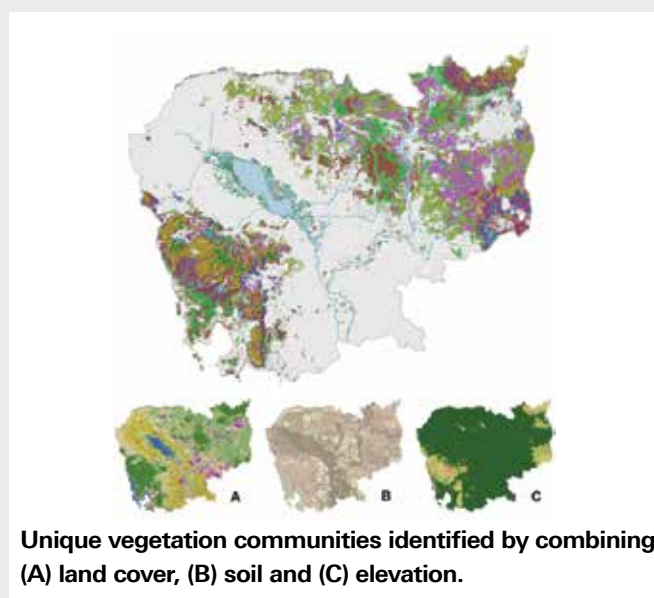 A B C
Unique vegetation communities identified by combining
(A) land cover, (B) soil and (C) elevation.